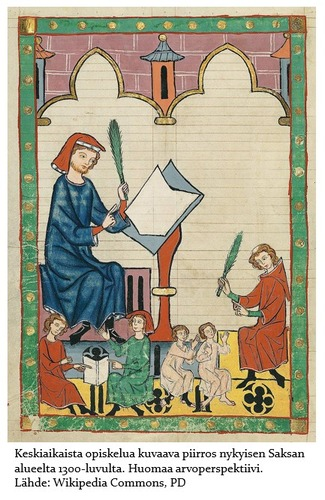 Keskiaikaista opiskelua kuvaava piirros nykyisen Saksan
alueelta 1300-luvulta. Huomaa arvoperspektiivi.
Lähde: Wikipedia Commons, PD